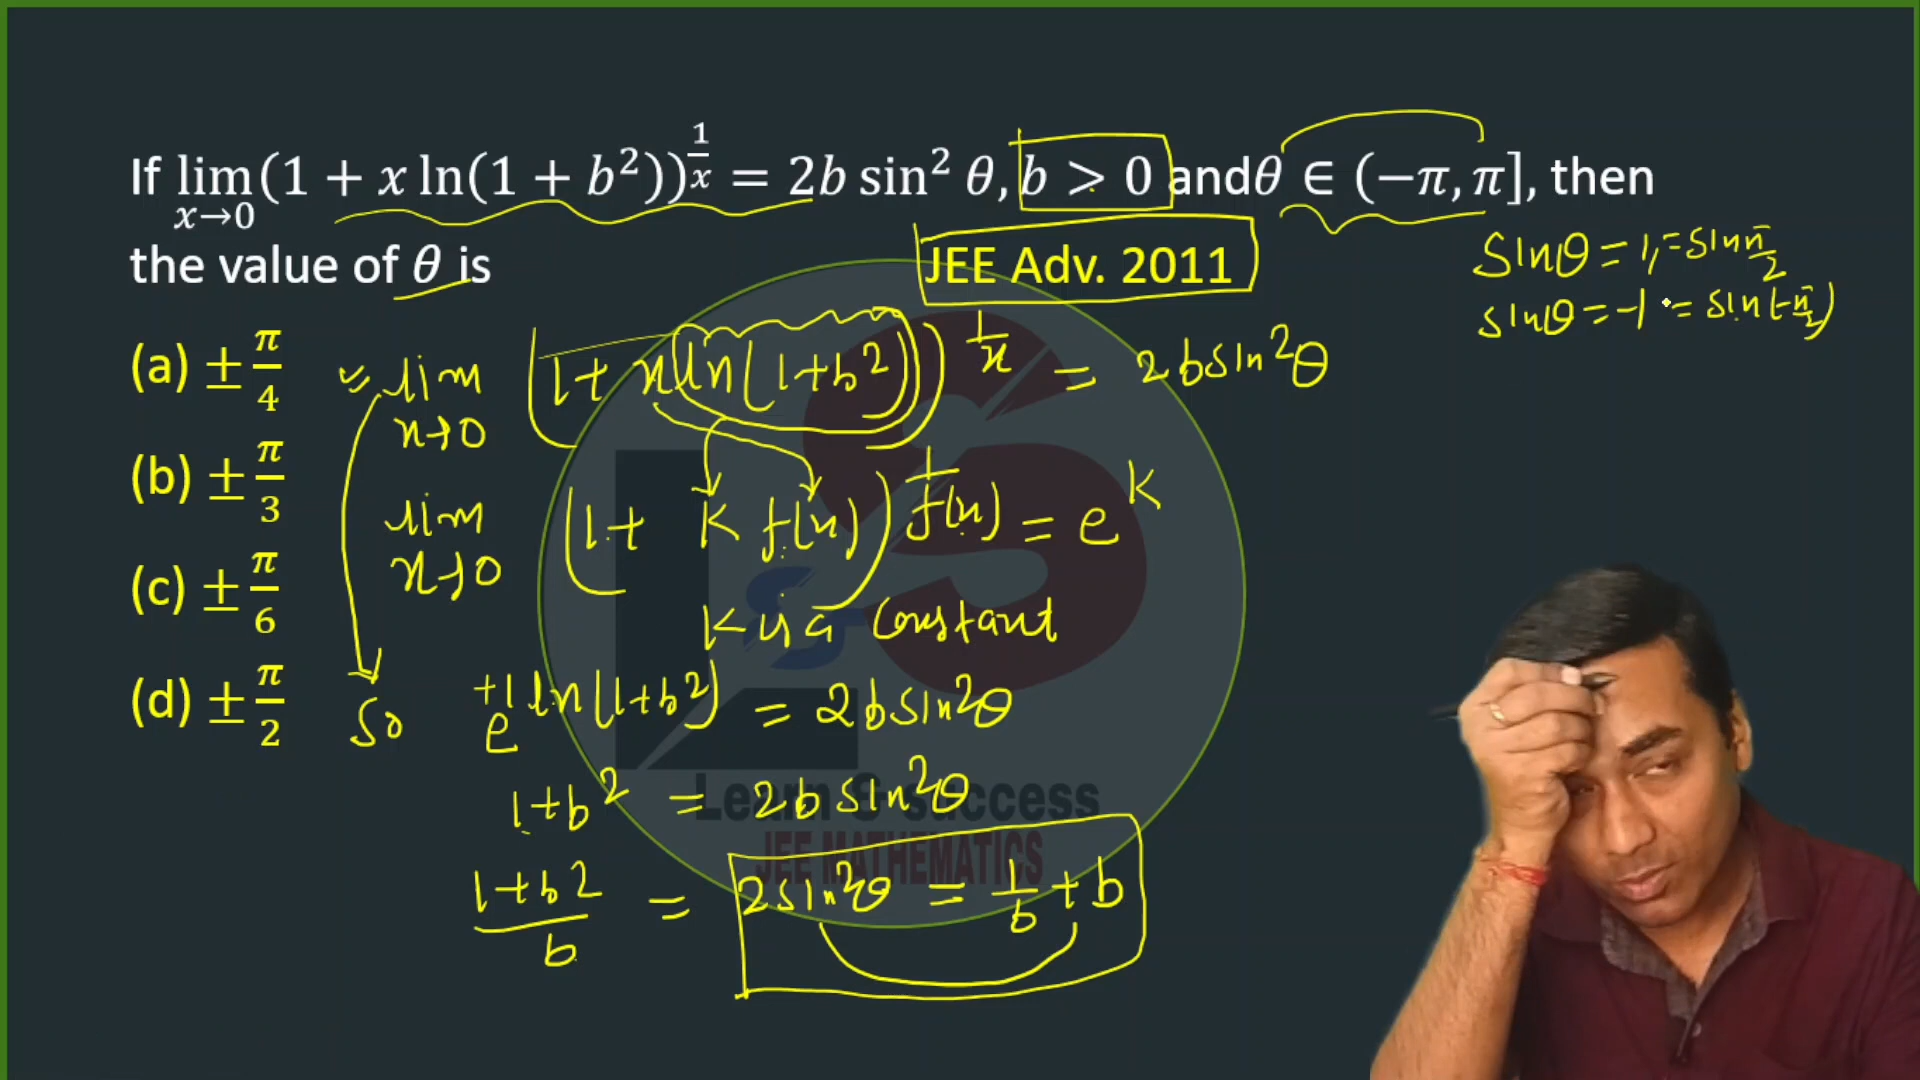 If lim x→0 (1 + x ln(1 + b²))^(1/x) = 2b sin² θ, b > 0 and θ ∈ (−π, π], then
the value of θ is
JEE Adv. 2011
sinθ = 1, = sin π/2
sinθ = -1 = sin(-π/2)
(a) ± π/4
(b) ± π/3
(c) ± π/6
(d) ± π/2
lim x→0 (1 + x ln(1+b²))^(1/x) = 2b sin²θ
lim x→0 (1 + K f(x))^(1/f(x)) = e^K
K is a constant
So e^(+1 ln(1+b²)) = 2b sin²θ
1+b² = 2b sin²θ
(1+b²)/b = 2 sin²θ = 1/b + b
Learn & Success
JEE MATHEMATICS